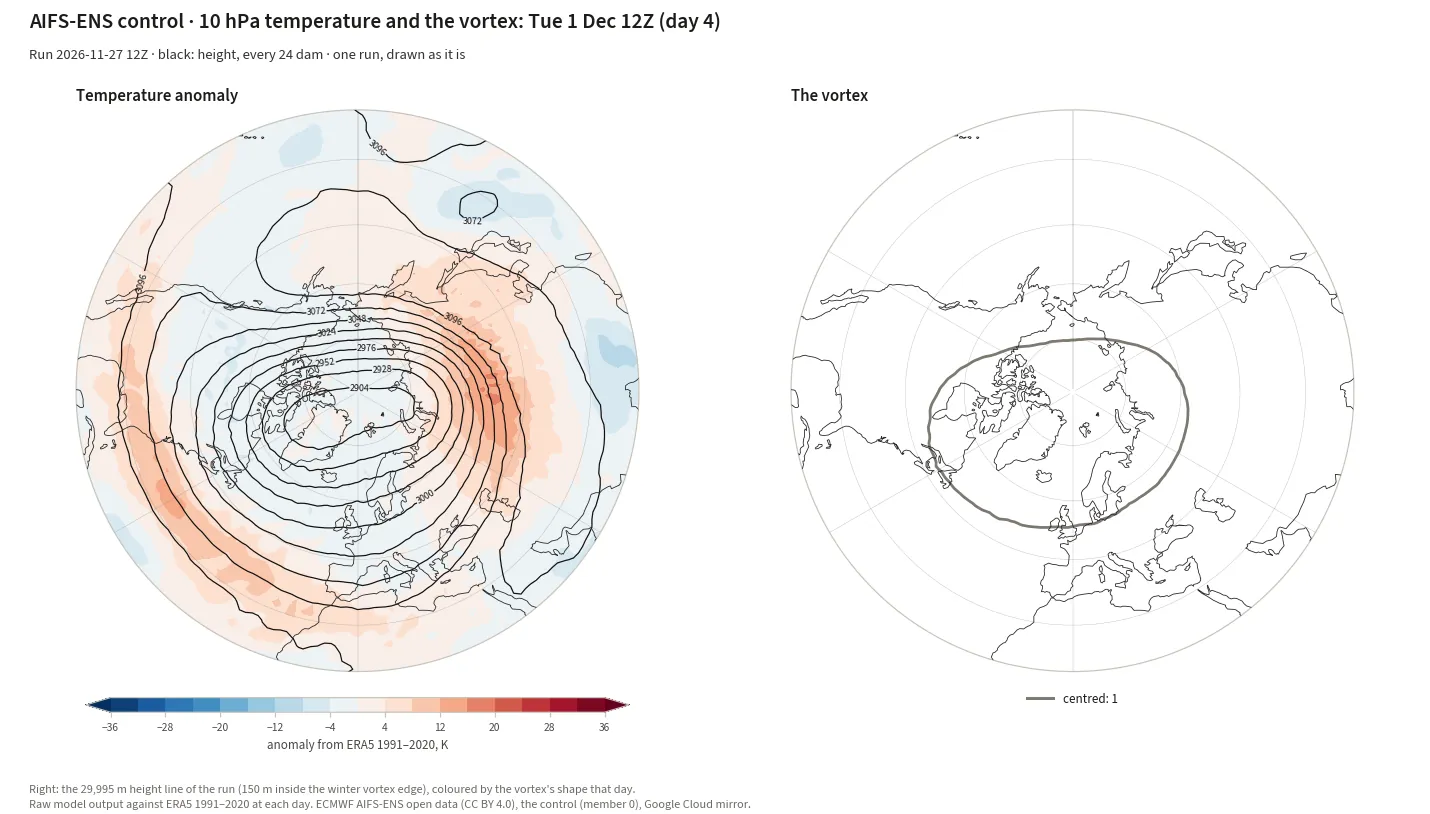 AIFS-ENS control · 10 hPa temperature and the vortex: Tue 1 Dec 12Z (day 4)
Run 2026-11-27 12Z · black: height, every 24 dam · one run, drawn as it is
Temperature anomaly
The vortex
3096
3072
3096
3072
3048
3096
3024
2976
2952
2928
2904
3000
−36 −28 −20 −12 −4 4 12 20 28 36
anomaly from ERA5 1991–2020, K
centred: 1
Right: the 29,995 m height line of the run (150 m inside the winter vortex edge), coloured by the vortex's shape that day.
Raw model output against ERA5 1991–2020 at each day. ECMWF AIFS-ENS open data (CC BY 4.0), the control (member 0), Google Cloud mirror.